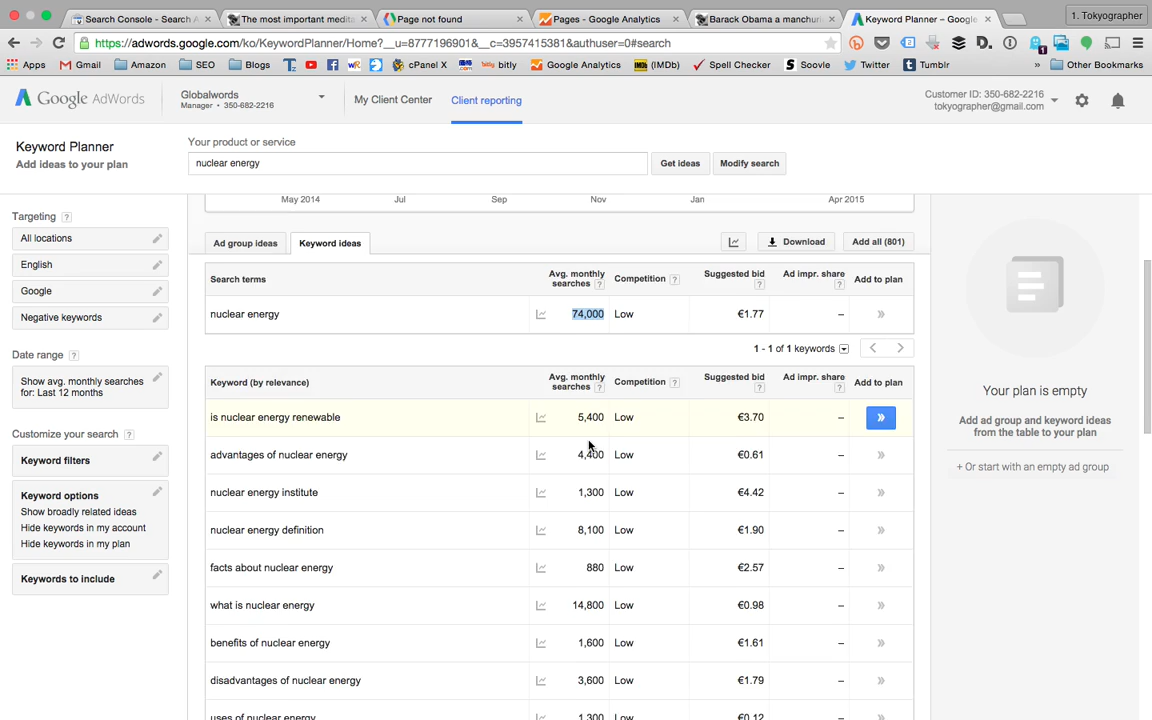 Search Console - Search A
The most important medita
Page not found
Pages - Google Analytics
Barack Obama a manchuri
Keyword Planner – Google
1. Tokyographer
https://adwords.google.com/ko/KeywordPlanner/Home?__u=8777196901&__c=3957415381&authuser=0#search
Apps Gmail Amazon SEO Blogs cPanel X bitly Google Analytics (IMDb) Spell Checker Soovle Twitter Tumblr » Other Bookmarks
Google AdWords
Globalwords
Manager • 350-682-2216
My Client Center
Client reporting
Customer ID: 350-682-2216
tokyographer@gmail.com
Keyword Planner
Add ideas to your plan
Your product or service
nuclear energy
Get ideas
Modify search
Targeting ?
All locations
English
Google
Negative keywords
Date range ?
Show avg. monthly searches
for: Last 12 months
Customize your search ?
Keyword filters
Keyword options
Show broadly related ideas
Hide keywords in my account
Hide keywords in my plan
Keywords to include
May 2014 Jul Sep Nov Jan Apr 2015
Ad group ideas
Keyword ideas
Download
Add all (801)
Search terms
Avg. monthly
searches ?
Competition ?
Suggested bid
?
Ad impr. share
?
Add to plan
nuclear energy 74,000 Low €1.77 – »
1 - 1 of 1 keywords
Keyword (by relevance)
Avg. monthly
searches ?
Competition ?
Suggested bid
?
Ad impr. share
?
Add to plan
is nuclear energy renewable 5,400 Low €3.70 – »
advantages of nuclear energy 4,400 Low €0.61 – »
nuclear energy institute 1,300 Low €4.42 – »
nuclear energy definition 8,100 Low €1.90 – »
facts about nuclear energy 880 Low €2.57 – »
what is nuclear energy 14,800 Low €0.98 – »
benefits of nuclear energy 1,600 Low €1.61 – »
disadvantages of nuclear energy 3,600 Low €1.79 – »
uses of nuclear energy 1,300 Low €0.12 – »
Your plan is empty
Add ad group and keyword ideas
from the table to your plan
+ Or start with an empty ad group